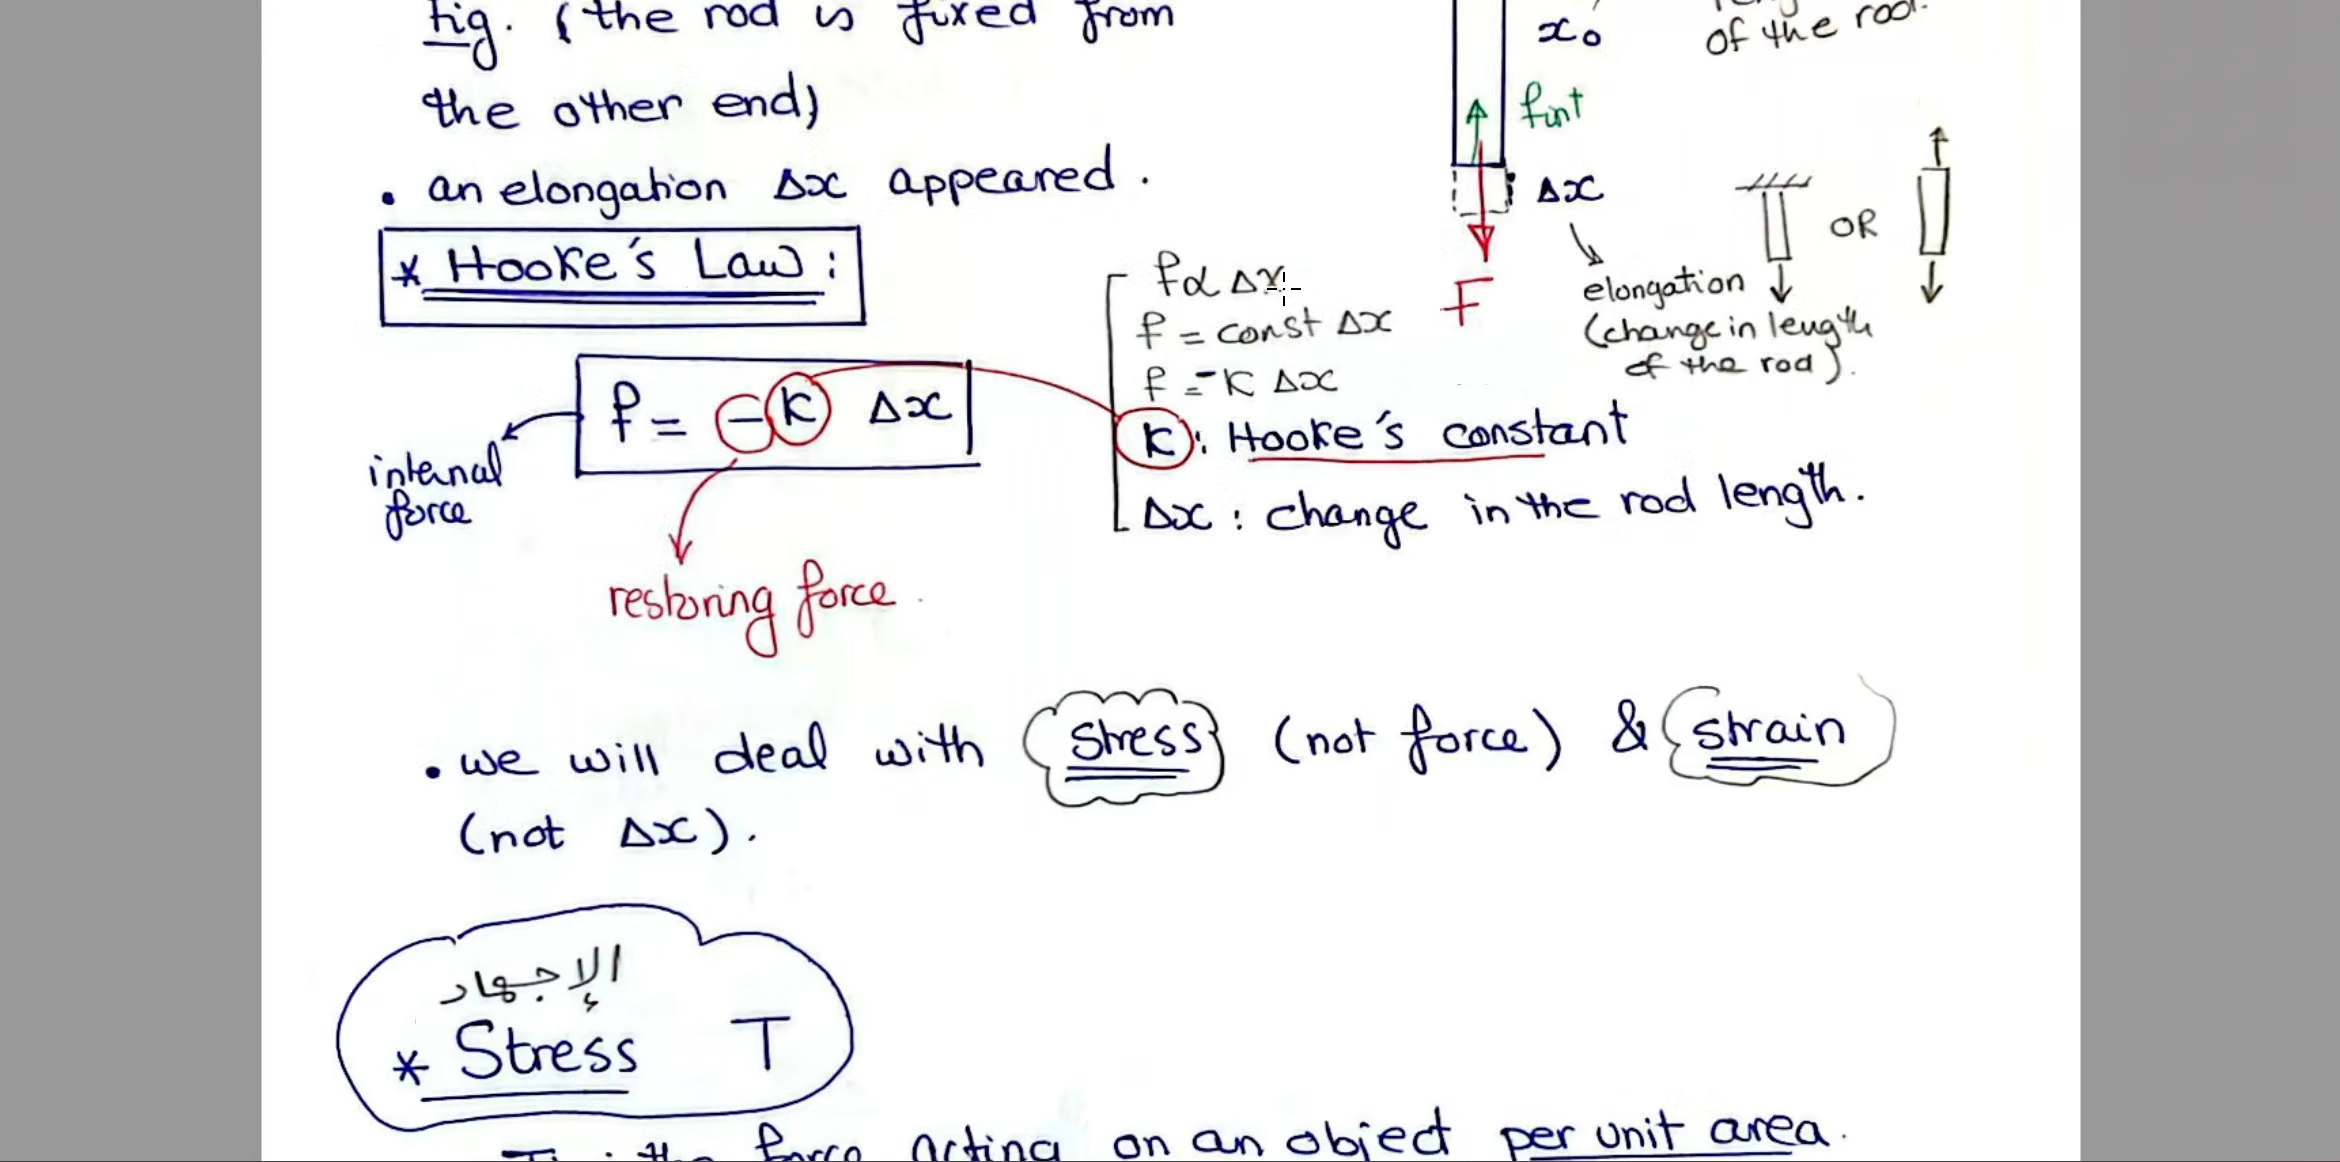 Fig. (the rod is fixed from
the other end)
x₀
of the rod.
fint
• an elongation Δx appeared.
Δx
OR
* Hooke's Law:
F
elongation
(change in length
of the rod).
f α Δx
f = const Δx
f = -K Δx
f = -K Δx
internal
force
restoring force
K: Hooke's constant
Δx: change in the rod length.
• we will deal with stress (not force) & strain
(not Δx).
الإجهاد
* Stress T
: the force acting on an object per unit area.